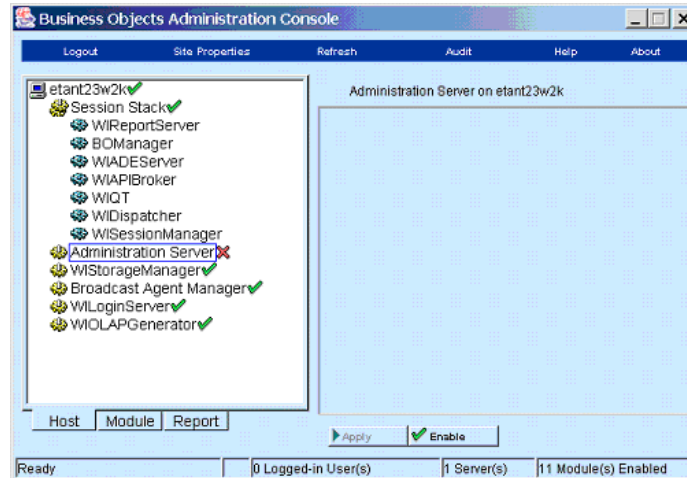 Business Objects Administration Console
Logout Site Properties Refresh Audit Help About
etant23w2k
Administration Server on etant23w2k
Session Stack
WIReportServer
BOManager
WIADEServer
WIAPIBroker
WIQT
WIDispatcher
WISessionManager
Administration Server
WIStorageManager
Broadcast Agent Manager
WILoginServer
WIOLAPGenerator
Host Module Report
Apply Enable
Ready 0 Logged-in User(s) 1 Server(s) 11 Module(s) Enabled